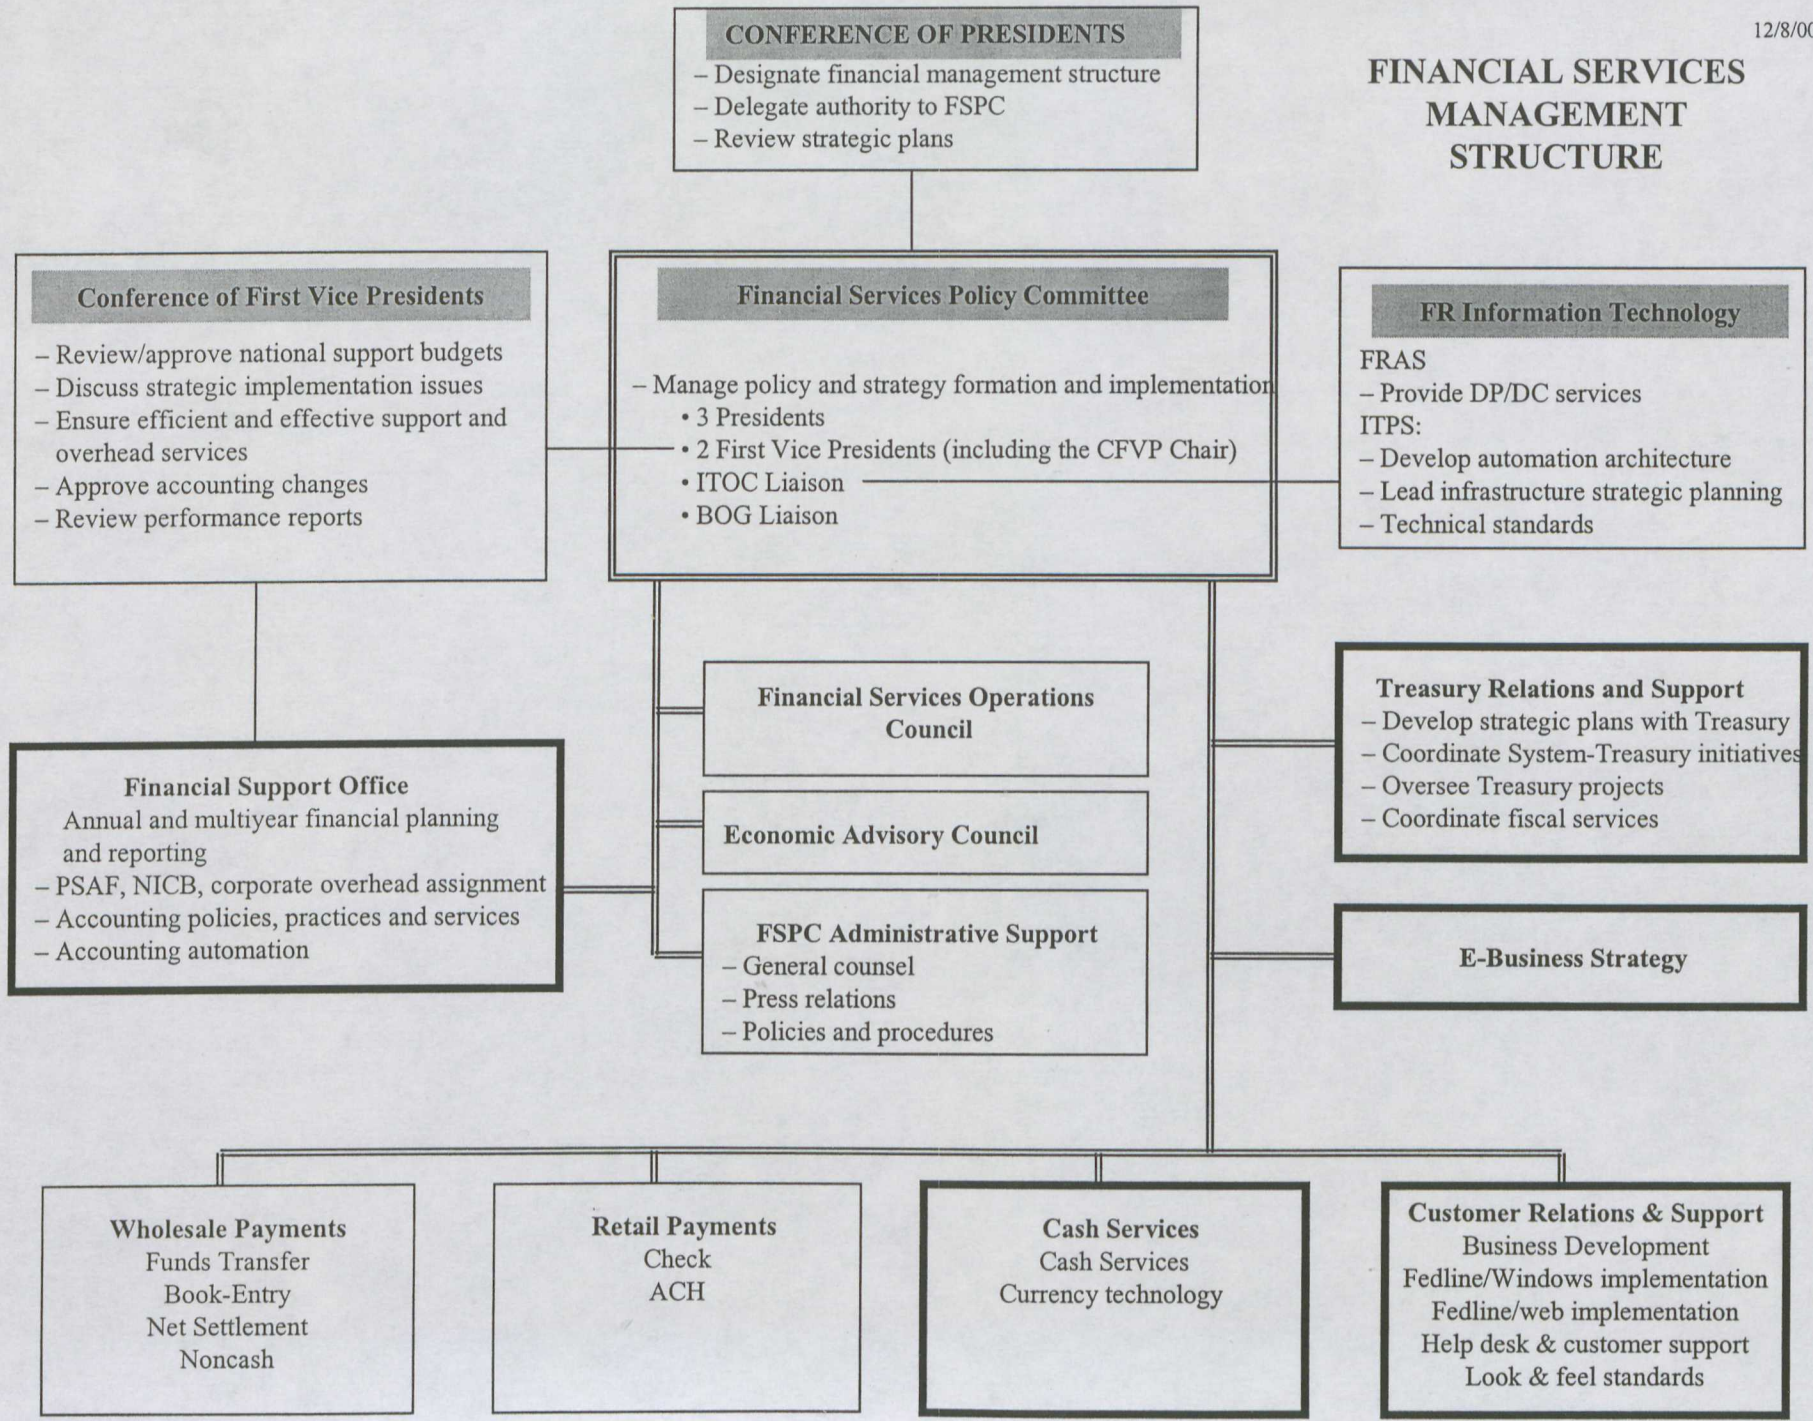 12/8/00
FINANCIAL SERVICES
MANAGEMENT
STRUCTURE
CONFERENCE OF PRESIDENTS
– Designate financial management structure
– Delegate authority to FSPC
– Review strategic plans
Conference of First Vice Presidents
– Review/approve national support budgets
– Discuss strategic implementation issues
– Ensure efficient and effective support and
overhead services
– Approve accounting changes
– Review performance reports
Financial Services Policy Committee
– Manage policy and strategy formation and implementation
• 3 Presidents
• 2 First Vice Presidents (including the CFVP Chair)
• ITOC Liaison
• BOG Liaison
FR Information Technology
FRAS
– Provide DP/DC services
ITPS:
– Develop automation architecture
– Lead infrastructure strategic planning
– Technical standards
Financial Support Office
Annual and multiyear financial planning
and reporting
– PSAF, NICB, corporate overhead assignment
– Accounting policies, practices and services
– Accounting automation
Financial Services Operations
Council
Economic Advisory Council
FSPC Administrative Support
– General counsel
– Press relations
– Policies and procedures
Treasury Relations and Support
– Develop strategic plans with Treasury
– Coordinate System-Treasury initiatives
– Oversee Treasury projects
– Coordinate fiscal services
E-Business Strategy
Wholesale Payments
Funds Transfer
Book-Entry
Net Settlement
Noncash
Retail Payments
Check
ACH
Cash Services
Cash Services
Currency technology
Customer Relations & Support
Business Development
Fedline/Windows implementation
Fedline/web implementation
Help desk & customer support
Look & feel standards